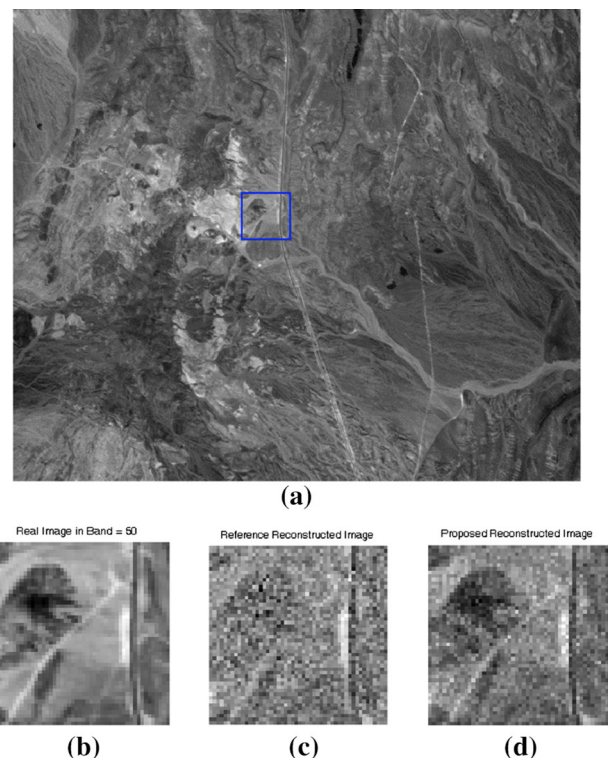 (a)
Real Image in Band = 50
Reference Reconstructed Image
Proposed Reconstructed Image
(b)
(c)
(d)